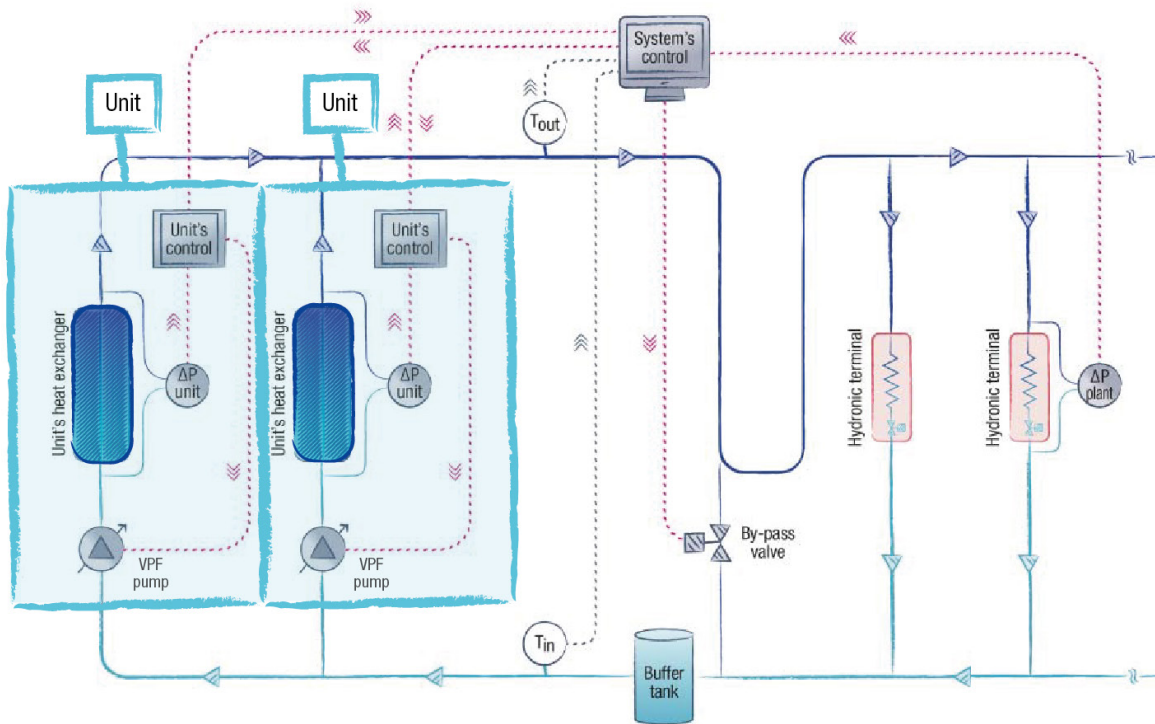 System's
control
Unit
Unit
Tout
Unit's
control
Unit's
control
Unit's heat exchanger
ΔP
unit
Unit's heat exchanger
ΔP
unit
Hydronic terminal
Hydronic terminal
ΔP
plant
VPF
pump
VPF
pump
By-pass
valve
Tin
Buffer
tank